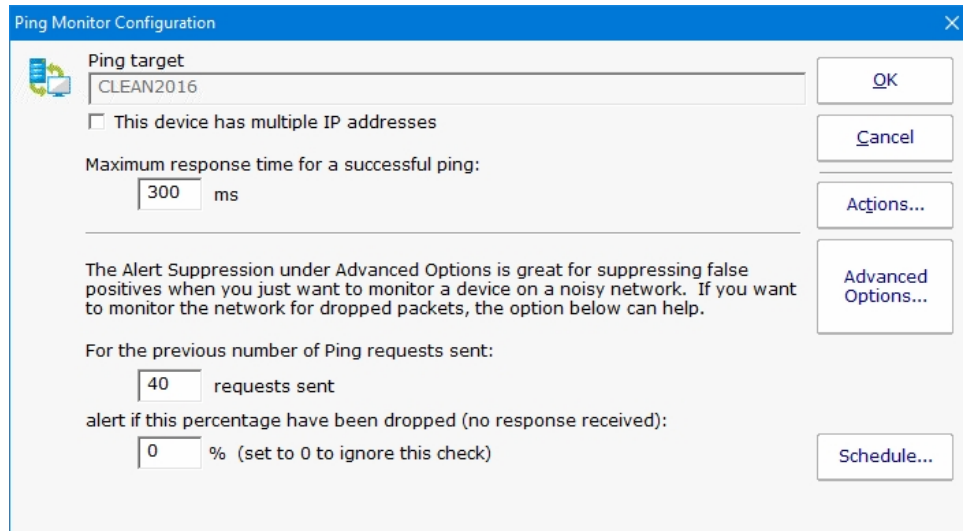 Ping Monitor Configuration
Ping target
CLEAN2016
OK
This device has multiple IP addresses
Cancel
Maximum response time for a successful ping:
300 ms
Actions...
The Alert Suppression under Advanced Options is great for suppressing false
positives when you just want to monitor a device on a noisy network. If you want
to monitor the network for dropped packets, the option below can help.
Advanced
Options...
For the previous number of Ping requests sent:
40 requests sent
alert if this percentage have been dropped (no response received):
0 % (set to 0 to ignore this check)
Schedule...